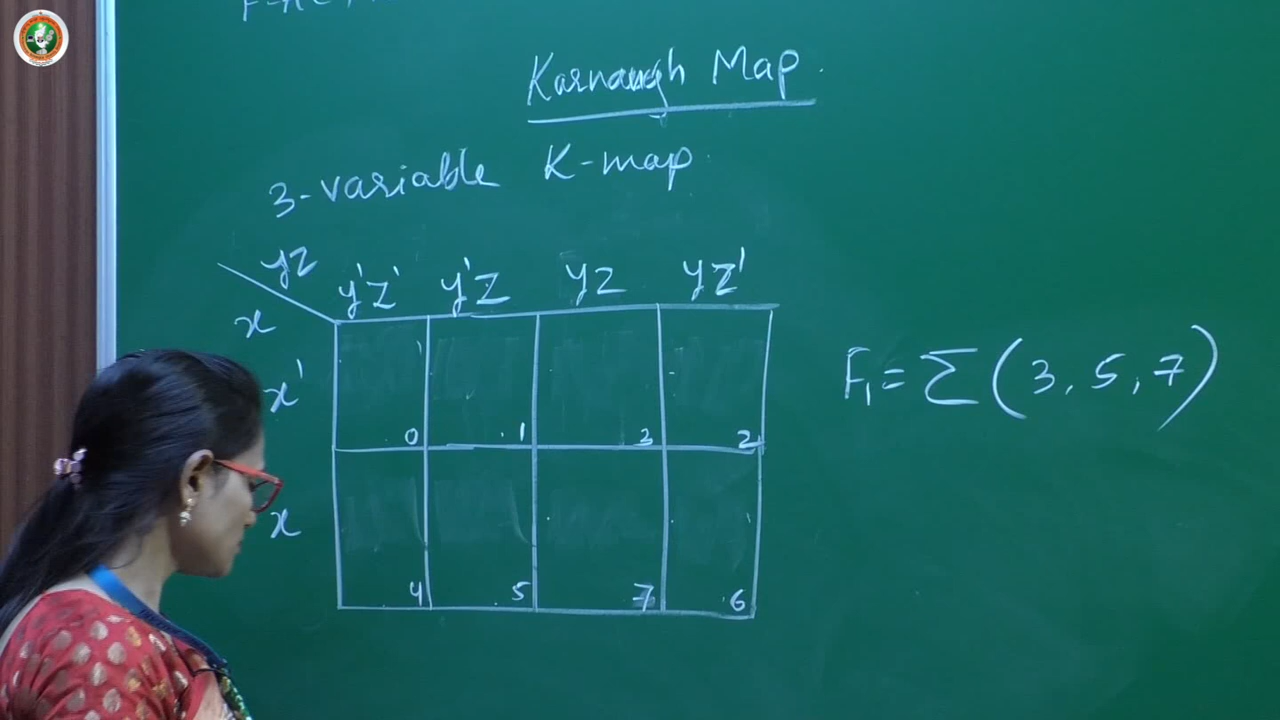 Karnaugh Map.
3-variable K-map.
yz y'z' y'z yz yz'
x
x' 0 1 3 2
x 4 5 7 6
F₁ = Σ (3, 5, 7)